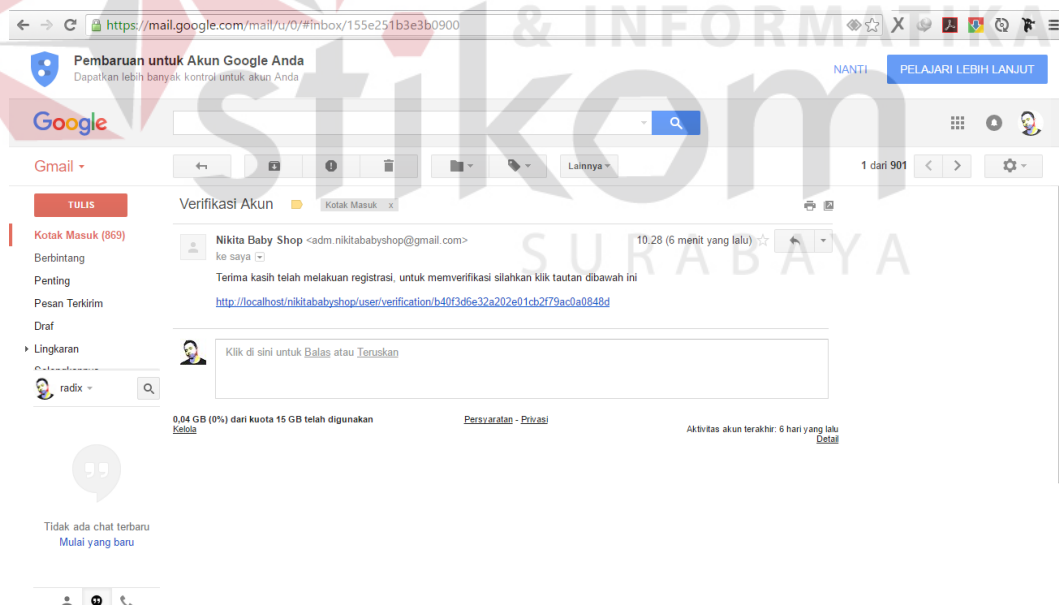 & INFORMATIKA
https://mail.google.com/mail/u/0/#inbox/155e251b3e3b0900
Pembaruan untuk Akun Google Anda
Dapatkan lebih banyak kontrol untuk akun Anda
NANTI
PELAJARI LEBIH LANJUT
stikom
SURABAYA
Google
Gmail
Lainnya
1 dari 901
TULIS
Verifikasi Akun
Kotak Masuk x
Kotak Masuk (869)
Berbintang
Penting
Pesan Terkirim
Draf
Lingkaran
radix
Nikita Baby Shop <adm.nikitababyshop@gmail.com>
10.28 (6 menit yang lalu)
ke saya
Terima kasih telah melakuan registrasi, untuk memverifikasi silahkan klik tautan dibawah ini
http://localhost/nikitababyshop/user/verification/b40f3d6e32a202e01cb2f79ac0a0848d
Klik di sini untuk Balas atau Teruskan
0,04 GB (0%) dari kuota 15 GB telah digunakan
Kelola
Persyaratan - Privasi
Aktivitas akun terakhir: 6 hari yang lalu
Detail
Tidak ada chat terbaru
Mulai yang baru